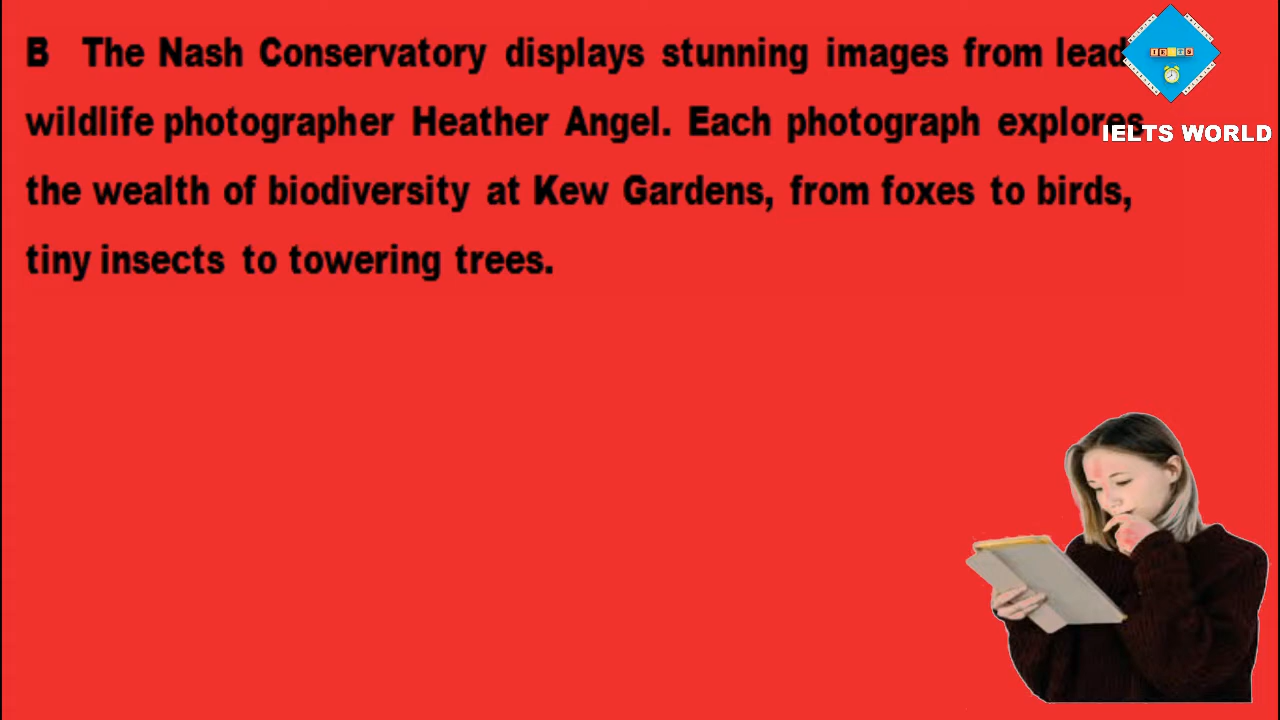 B The Nash Conservatory displays stunning images from lead
wildlife photographer Heather Angel. Each photograph explores
the wealth of biodiversity at Kew Gardens, from foxes to birds,
tiny insects to towering trees.
IELTS
IELTS WORLD